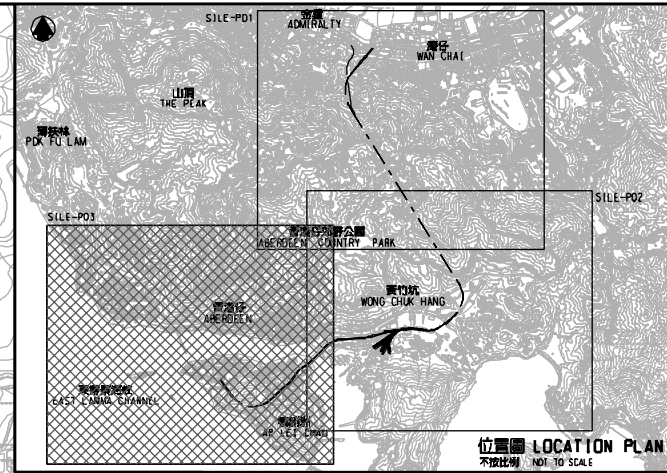 SILE-P01
金鐘
ADMIRALTY
灣仔
WAN CHAI
山頂
THE PEAK
薄扶林
POK FU LAM
SILE-P02
SILE-P03
香港仔郊野公園
ABERDEEN COUNTRY PARK
黃竹坑
WONG CHUK HANG
香港仔
ABERDEEN
東博寮海峽
EAST LAMMA CHANNEL
鴨脷洲
AP LEI CHAU
位置圖 LOCATION PLAN
不按比例 NOT TO SCALE